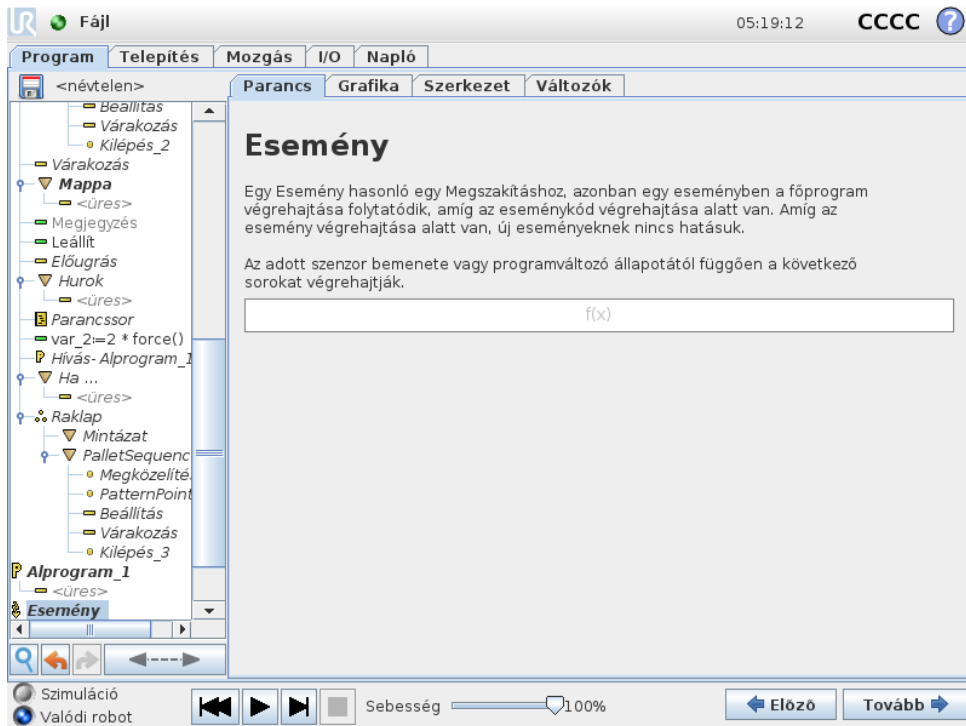 Fájl
05:19:12
CCCC
?
Program
Telepítés
Mozgás
I/O
Napló
<névtelen>
Parancs
Grafika
Szerkezet
Változók
Beállítás
Várakozás
Kilépés_2
Várakozás
Mappa
<üres>
Megjegyzés
Leállít
Előugrás
Hurok
<üres>
Parancssor
var_2:=2 * force()
Hívás- Alprogram_1
Ha ...
<üres>
Raklap
Mintázat
PalletSequenc
Megközelítés
PatternPoint
Beállítás
Várakozás
Kilépés_3
Alprogram_1
<üres>
Esemény
Esemény
Egy Esemény hasonló egy Megszakításhoz, azonban egy eseményben a főprogram
végrehajtása folytatódik, amíg az eseménykód végrehajtása alatt van. Amíg az
esemény végrehajtása alatt van, új eseményeknek nincs hatásuk.
Az adott szenzor bemenete vagy programváltozó állapotától függően a következő
sorokat végrehajtják.
f(x)
Szimuláció
Valódi robot
Sebesség
100%
Előző
Tovább